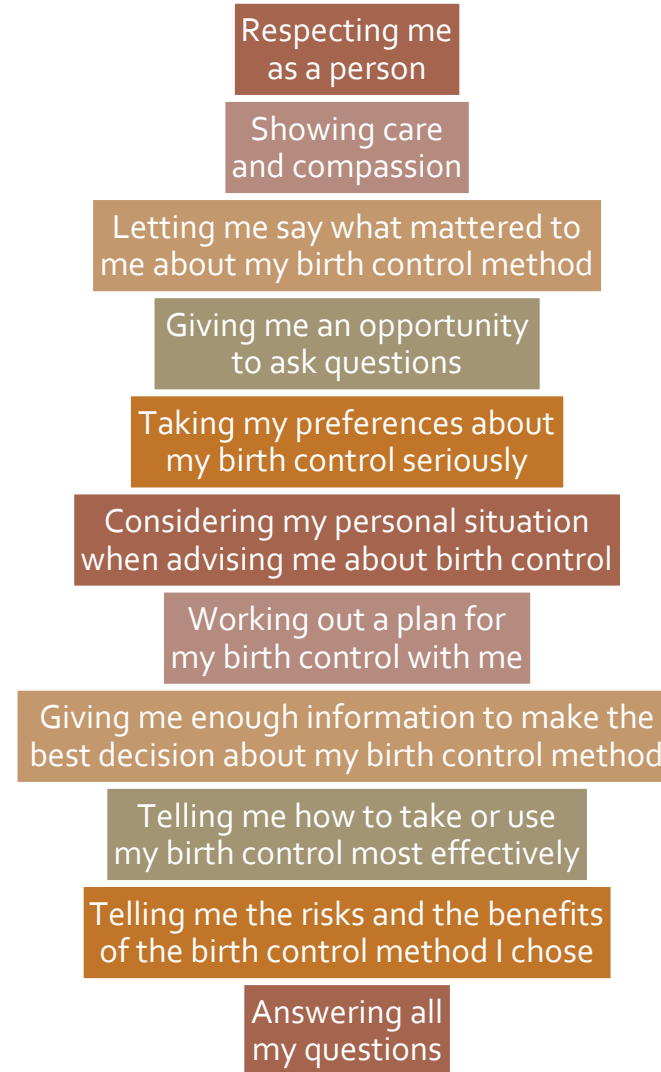 Respecting me
as a person
Showing care
and compassion
Letting me say what mattered to
me about my birth control method
Giving me an opportunity
to ask questions
Taking my preferences about
my birth control seriously
Considering my personal situation
when advising me about birth control
Working out a plan for
my birth control with me
Giving me enough information to make the
best decision about my birth control method
Telling me how to take or use
my birth control most effectively
Telling me the risks and the benefits
of the birth control method I chose
Answering all
my questions